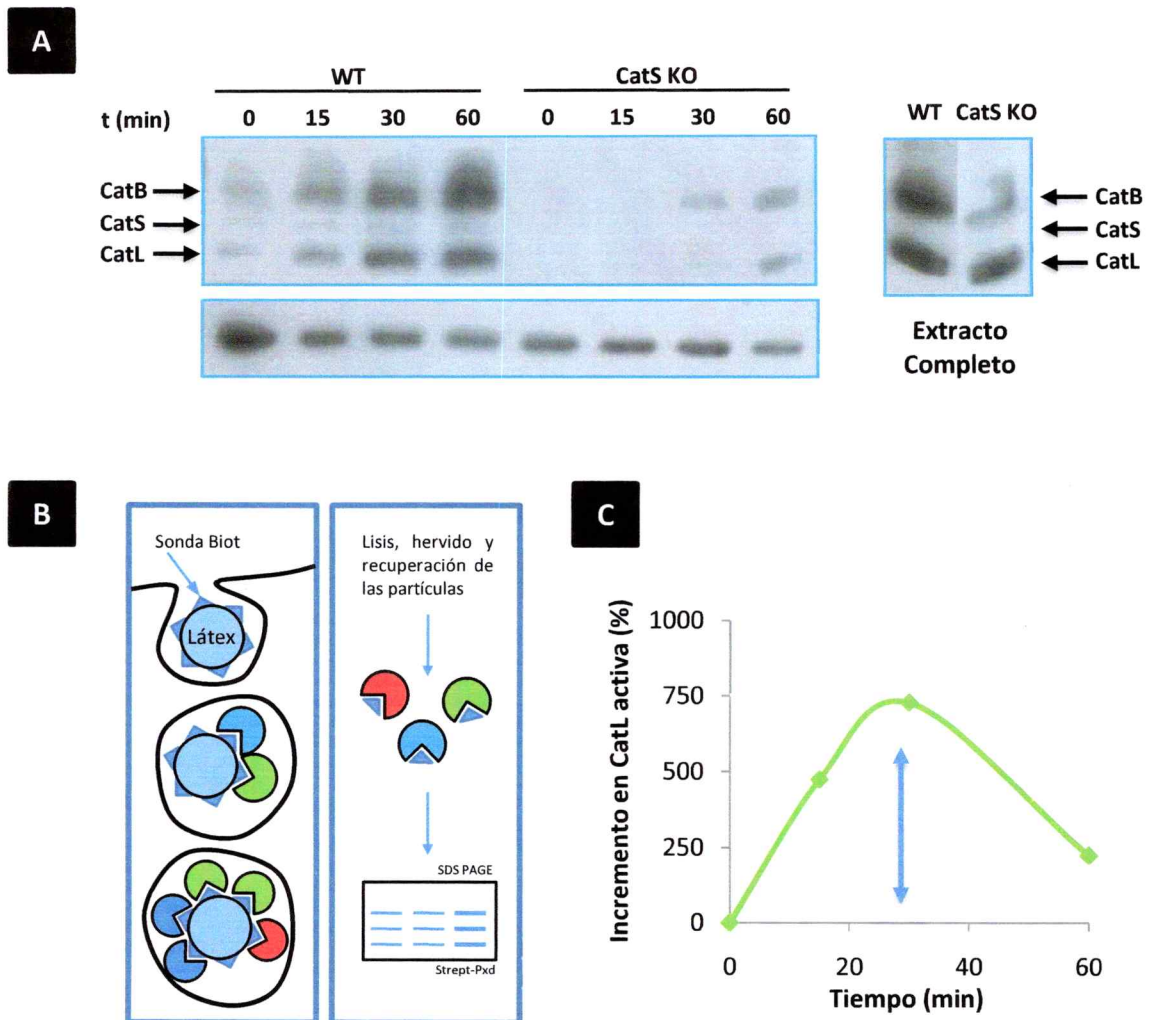 A
WT CatS KO
t (min) 0 15 30 60 0 15 30 60
WT CatS KO
CatB
CatS
CatL
CatB
CatS
CatL
Extracto
Completo
B
Sonda Biot
Látex
Lisis, hervido y
recuperación de
las partículas
SDS PAGE
Strept-Pxd
C
Incremento en CatL activa (%)
1000
750
500
250
0
0 20 40 60
Tiempo (min)